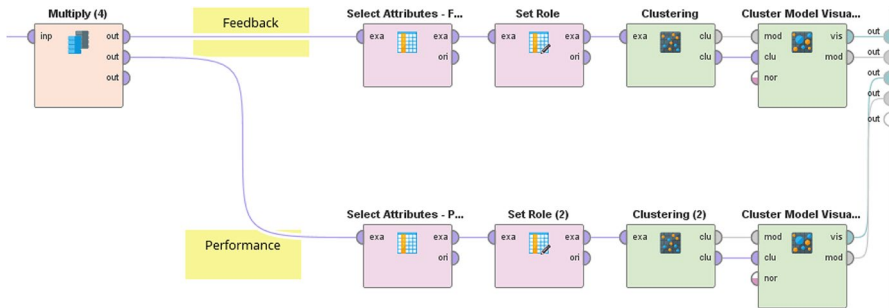 Multiply (4)
inp
out
out
out
Feedback
Select Attributes - F...
exa
exa
ori
Set Role
exa
exa
ori
Clustering
exa
clu
clu
Cluster Model Visua...
mod
vis
clu
mod
nor
out
out
out
out
out
Performance
Select Attributes - P...
exa
exa
ori
Set Role (2)
exa
exa
ori
Clustering (2)
exa
clu
clu
Cluster Model Visua...
mod
vis
clu
mod
nor